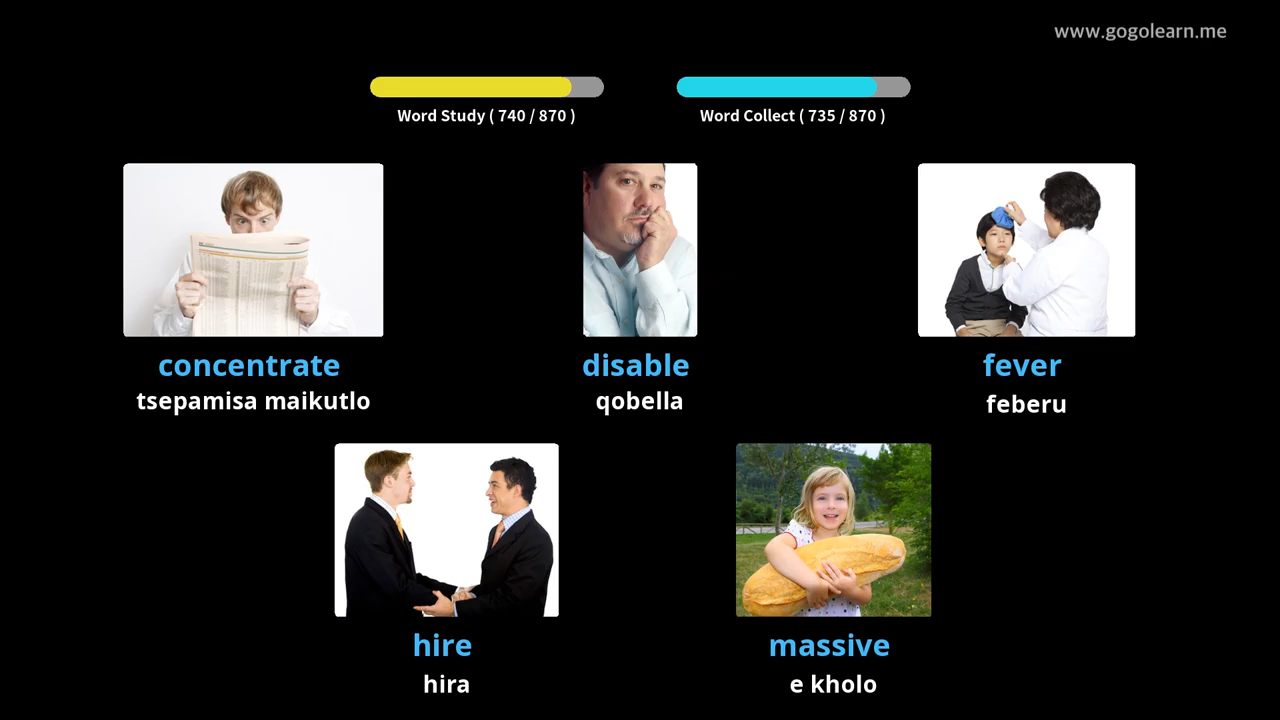 www.gogolearn.me
Word Study ( 740 / 870 )
Word Collect ( 735 / 870 )
concentrate
tsepamisa maikutlo
disable
qobella
fever
feberu
hire
hira
massive
e kholo